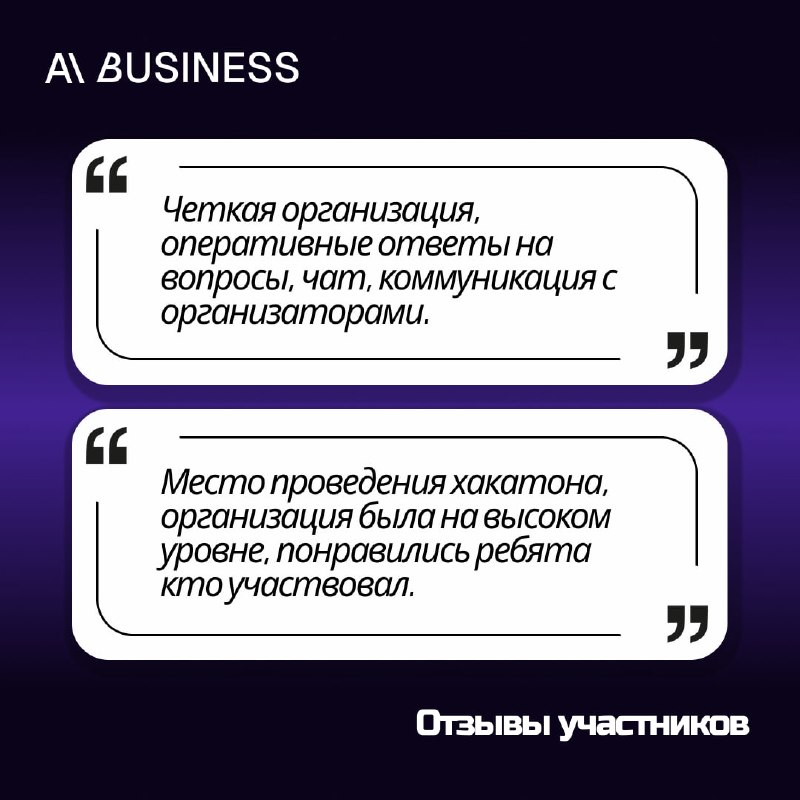 AI BUSINESS
“
Четкая организация,
оперативные ответы на
вопросы, чат, коммуникация с
организаторами.
”
“
Место проведения хакатона,
организация была на высоком
уровне, понравились ребята
кто участвовал.
”
Отзывы участников